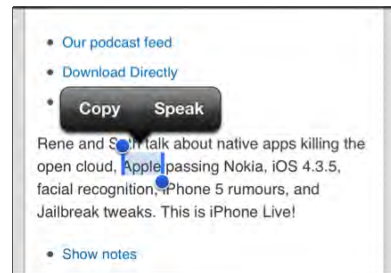 Our podcast feed
Download Directly
Copy Speak
Rene and talk about native apps killing the
open cloud, Apple passing Nokia, iOS 4.3.5,
facial recognition, iPhone 5 rumours, and
Jailbreak tweaks. This is iPhone Live!
Show notes